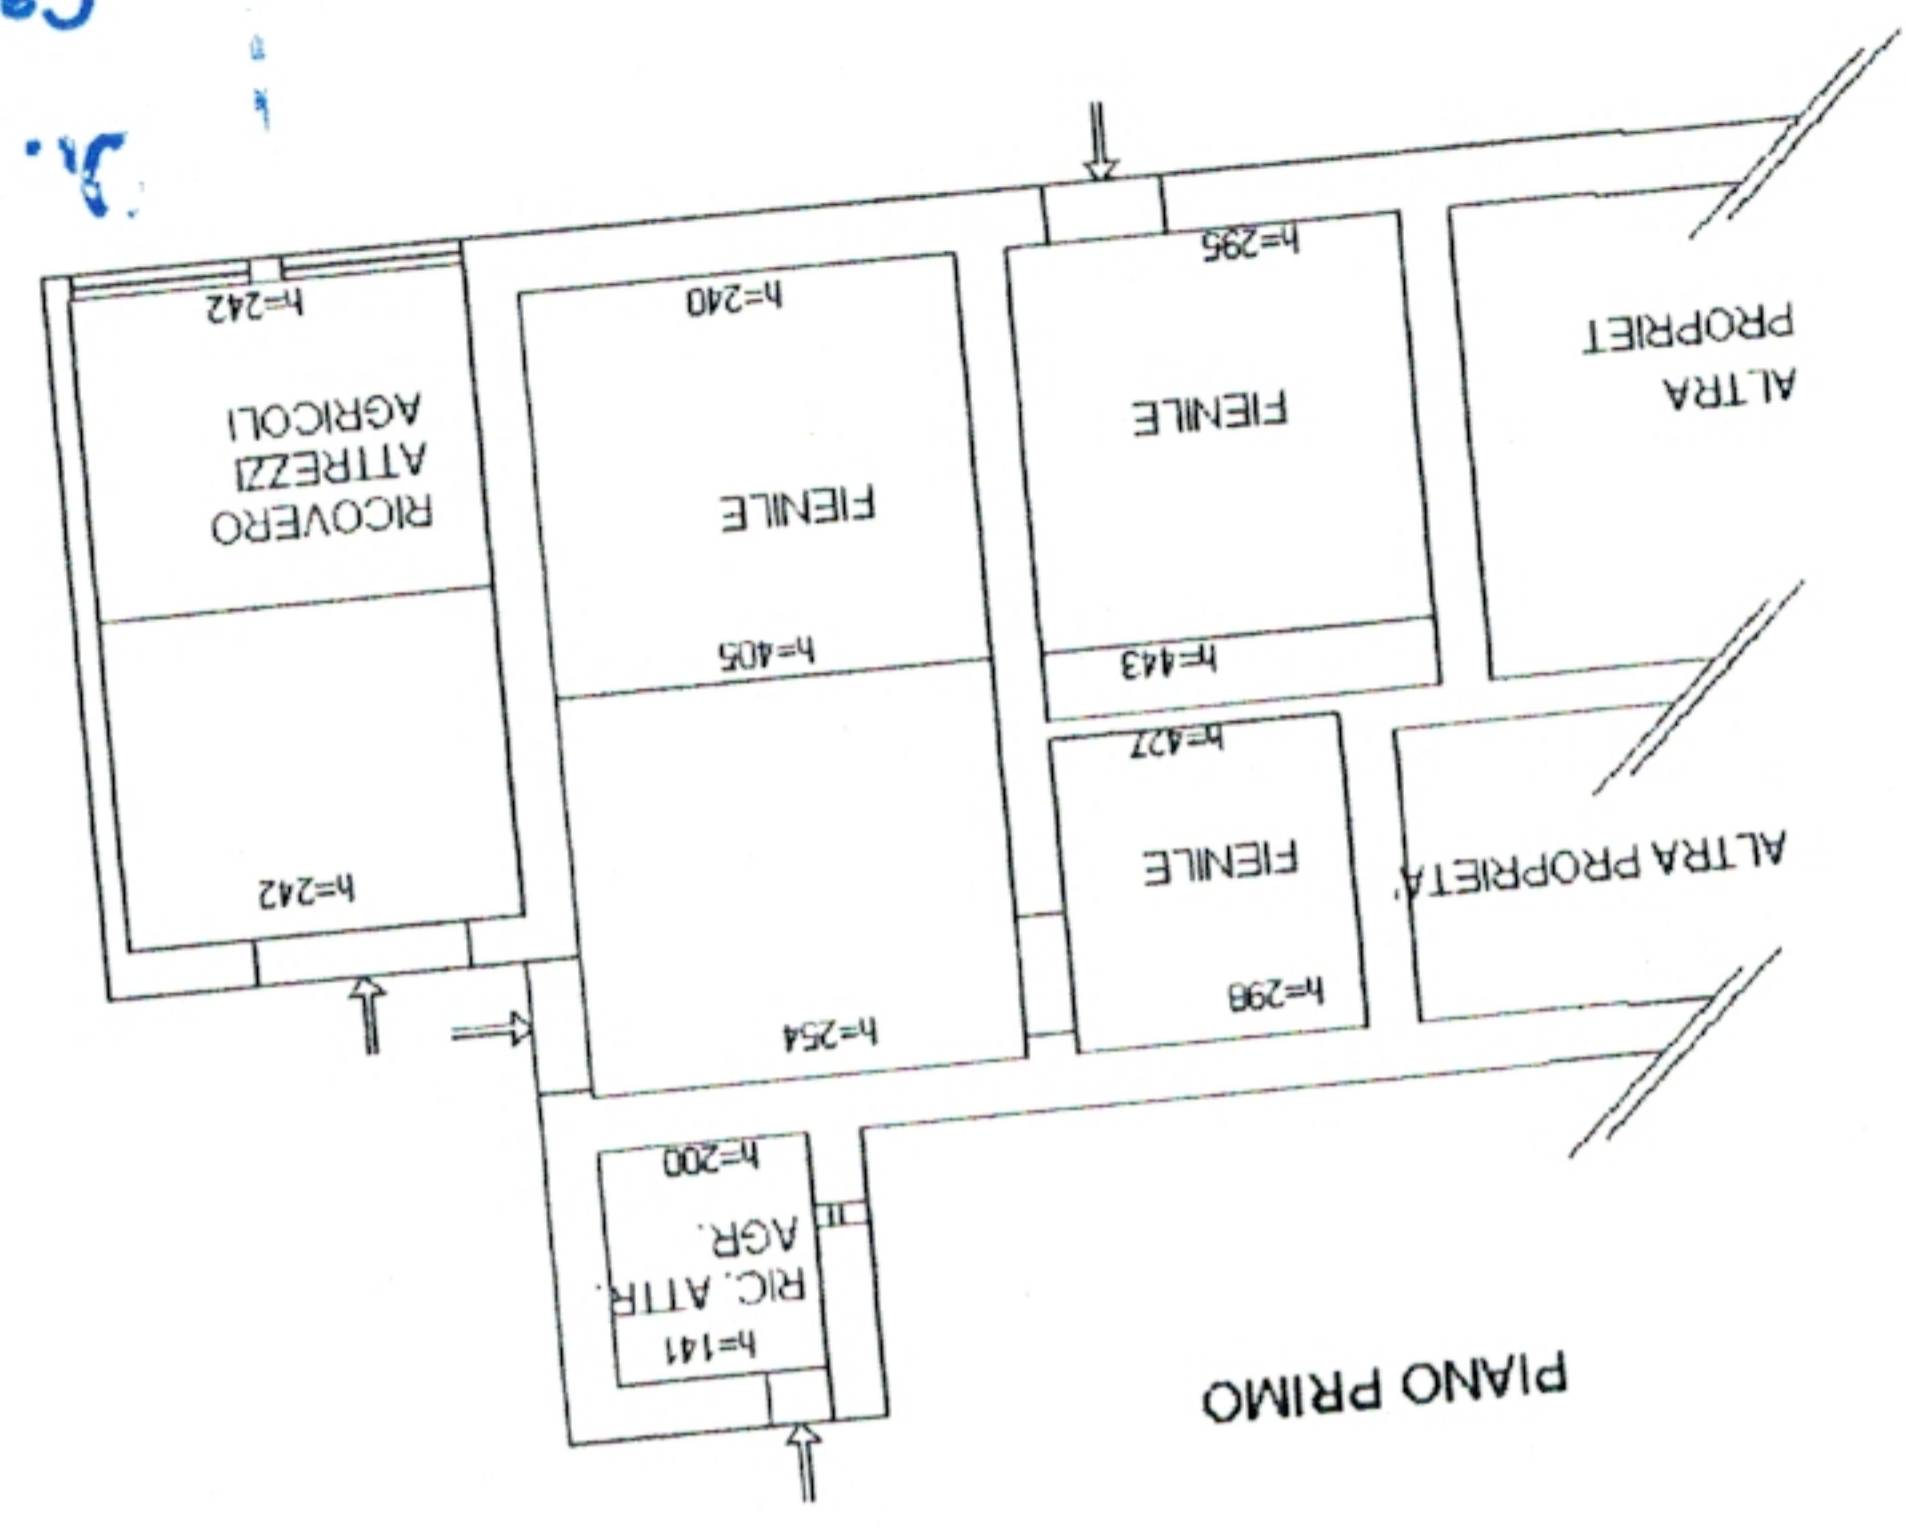 PIANO PRIMO
h=141
RIC. ATTR.
AGR.
h=200
h=254
h=298
FIENILE
h=427
ALTRA PROPRIETA'
h=242
h=443
h=405
RICOVERO
ATTREZZI
AGRICOLI
FIENILE
FIENILE
ALTRA
PROPRIET
h=242
h=240
h=295